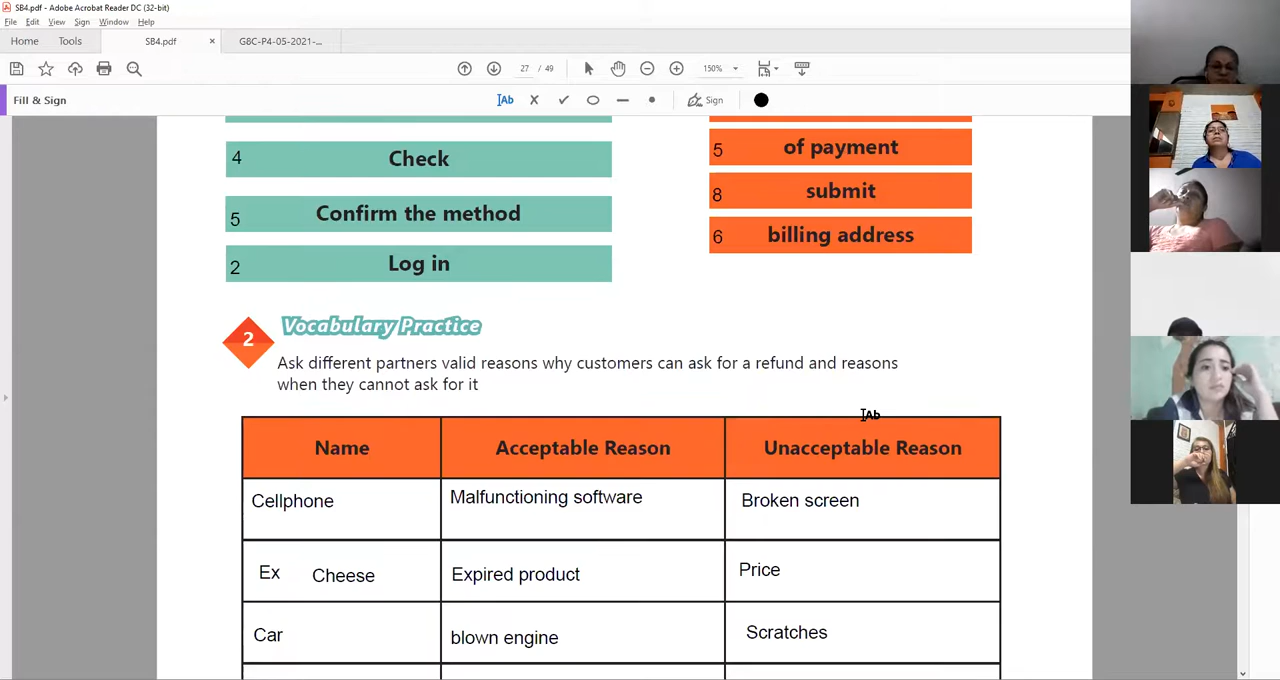 SB4.pdf - Adobe Acrobat Reader DC (32-bit)
File Edit View Sign Window Help
Home Tools SB4.pdf × GBC-P4-05-2021-...
27 / 49 150%
Fill & Sign Ab Sign
4 Check
5 Confirm the method
2 Log in
5 of payment
8 submit
6 billing address
2 Vocabulary Practice
Ask different partners valid reasons why customers can ask for a refund and reasons
when they cannot ask for it
Ab
Name Acceptable Reason Unacceptable Reason
Cellphone Malfunctioning software Broken screen
Ex Cheese Expired product Price
Car blown engine Scratches